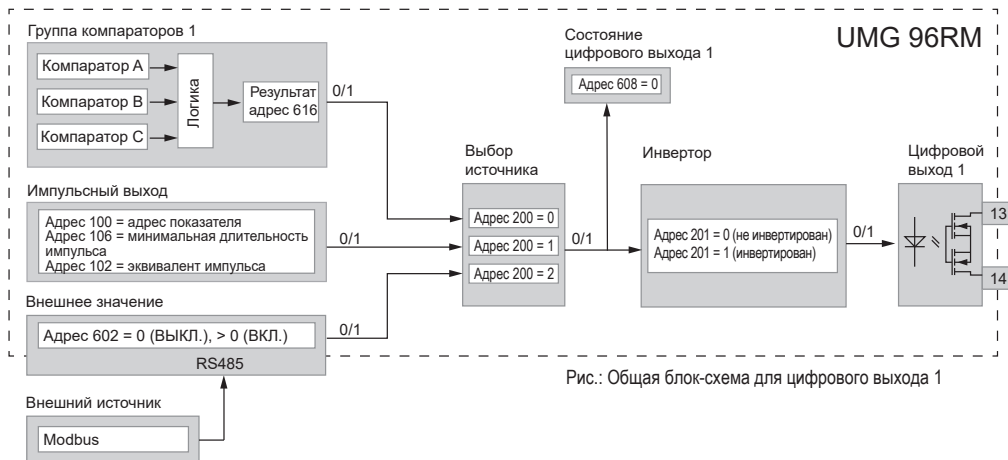 UMG 96RM
Группа компараторов 1
Компаратор A
Компаратор B
Компаратор C
Логика
Результат
адрес 616
0/1
Импульсный выход
Адрес 100 = адрес показателя
Адрес 106 = минимальная длительность
импульса
Адрес 102 = эквивалент импульса
0/1
Внешнее значение
Адрес 602 = 0 (ВЫКЛ.), > 0 (ВКЛ.)
RS485
0/1
Внешний источник
Modbus
Выбор
источника
Адрес 200 = 0
Адрес 200 = 1
Адрес 200 = 2
0/1
Состояние
цифрового выхода 1
Адрес 608 = 0
Инвертор
Адрес 201 = 0 (не инвертирован)
Адрес 201 = 1 (инвертирован)
0/1
Цифровой
выход 1
13
14
Рис.: Общая блок-схема для цифрового выхода 1